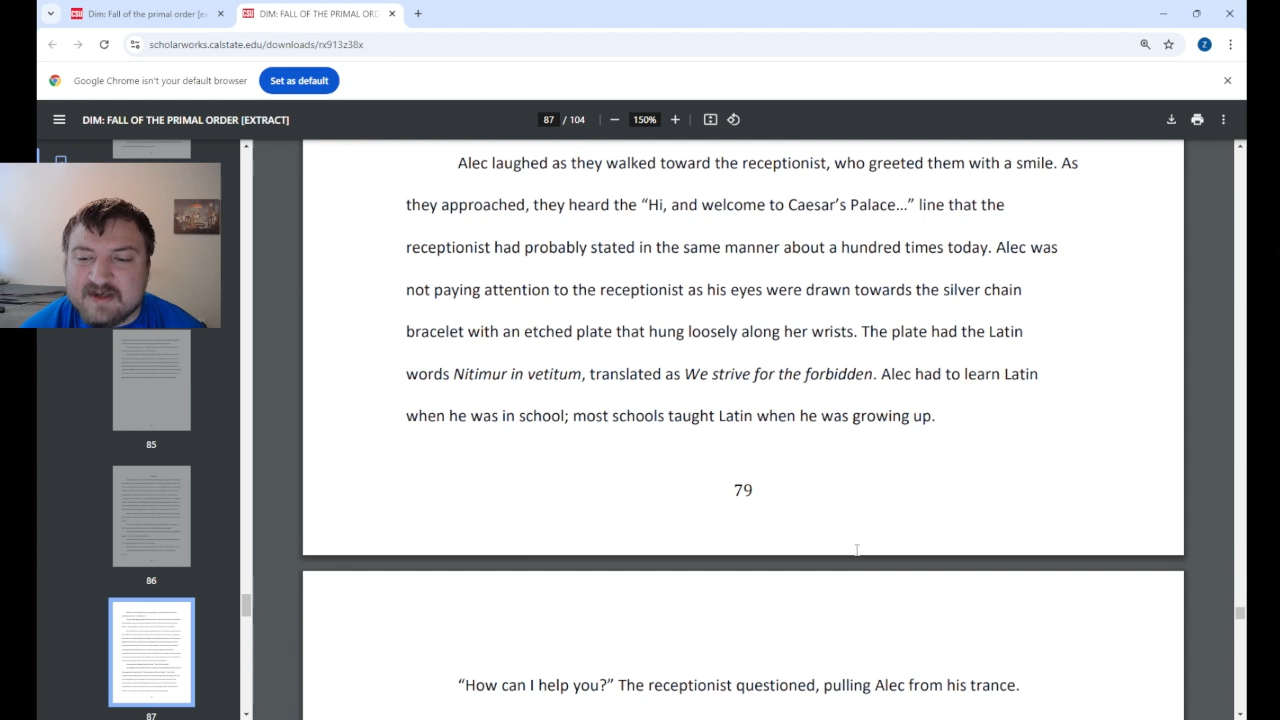 DIM: Fall of the primal order [ex
DIM: FALL OF THE PRIMAL ORD
scholarworks.calstate.edu/downloads/rx913z38x
Z
Google Chrome isn't your default browser
Set as default
DIM: FALL OF THE PRIMAL ORDER [EXTRACT]
87 / 104
150%
Alec laughed as they walked toward the receptionist, who greeted them with a smile. As
they approached, they heard the “Hi, and welcome to Caesar’s Palace…” line that the
receptionist had probably stated in the same manner about a hundred times today. Alec was
not paying attention to the receptionist as his eyes were drawn towards the silver chain
bracelet with an etched plate that hung loosely along her wrists. The plate had the Latin
words Nitimur in vetitum, translated as We strive for the forbidden. Alec had to learn Latin
when he was in school; most schools taught Latin when he was growing up.
79
“How can I help you?” The receptionist questioned, pulling Alec from his trance.
85
86
87